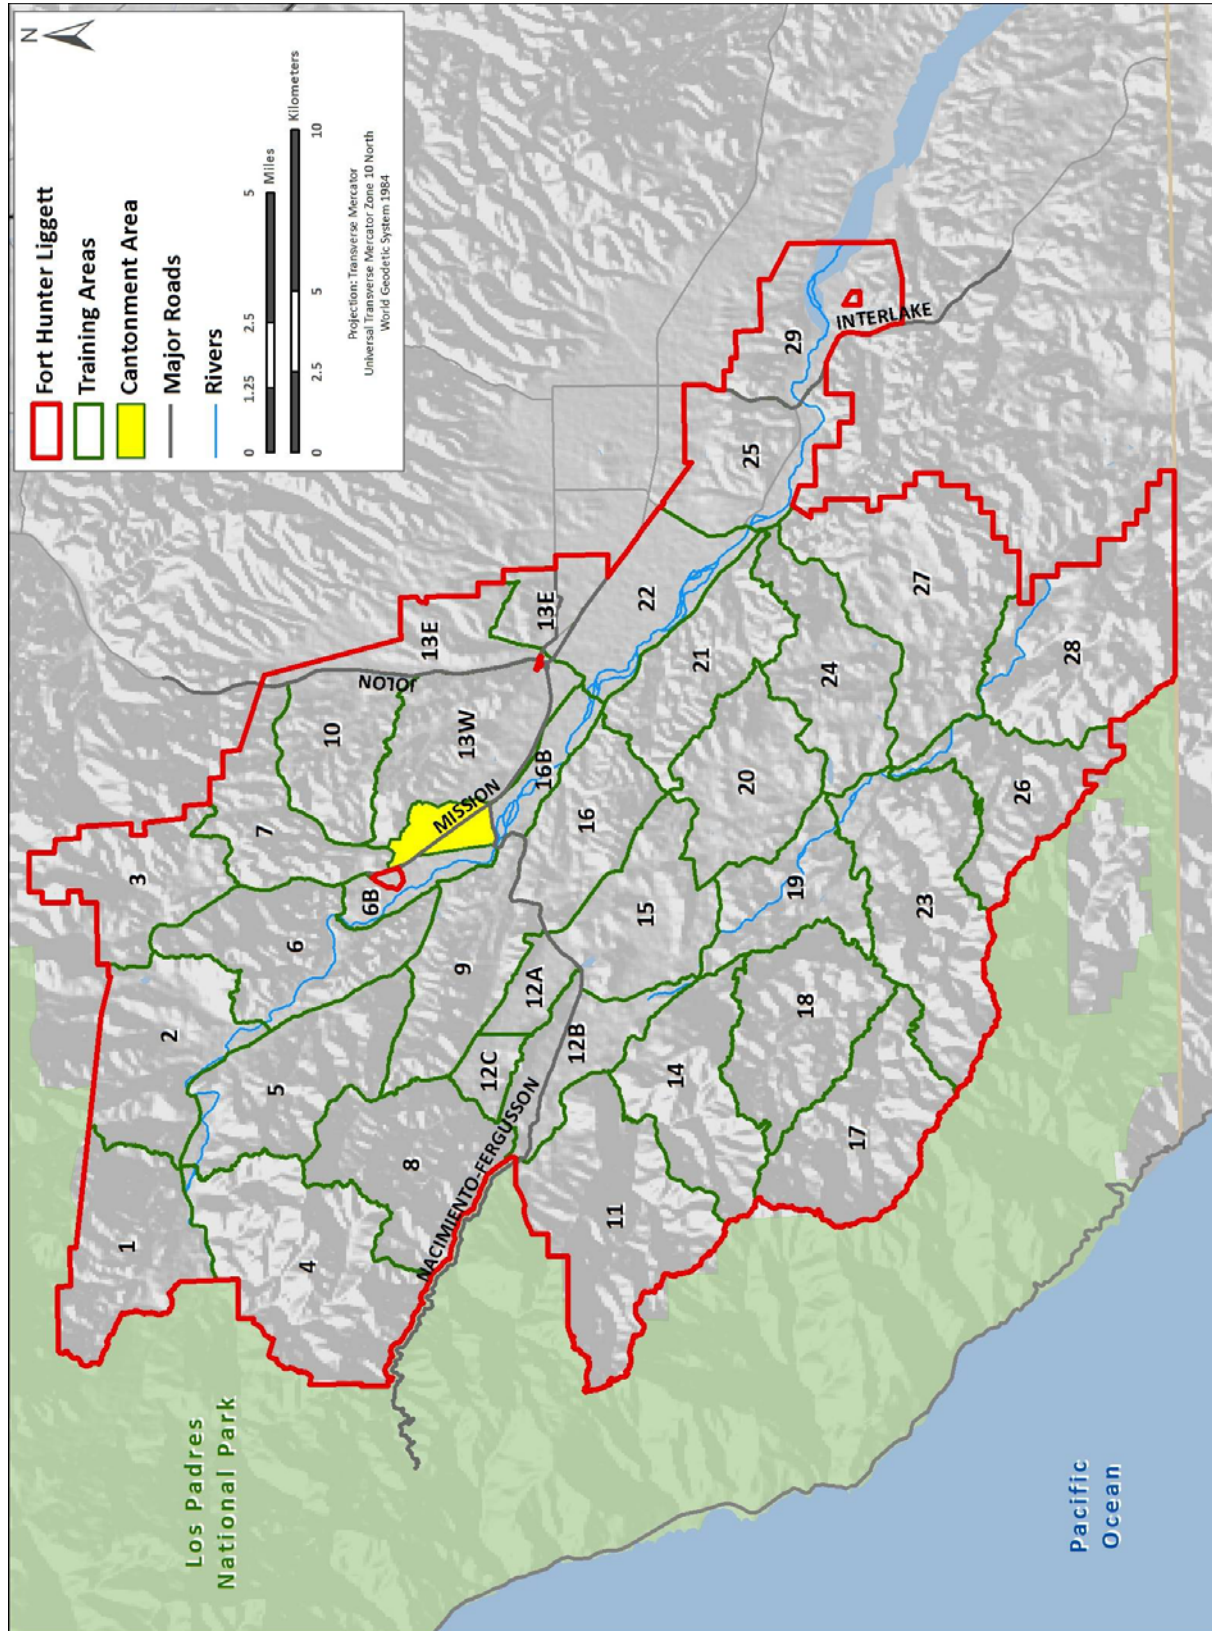 N
Fort Hunter Liggett
Training Areas
Cantonment Area
Major Roads
Rivers
0 1.25 2.5 5
Miles
Kilometers
0 2.5 5 10
Projection: Transverse Mercator
Universal Transverse Mercator Zone 10 North
World Geodetic System 1984
Los Padres
National Park
1
2
3
4
5
6
7
6B
8
9
10
JOLON
13E
13W
MISSION
13E
NACIMIENTO-FERGUSSON
12C
12A
12B
16B
16
22
11
14
15
21
25
29
INTERLAKE
18
17
19
20
24
23
26
27
28
Pacific
Ocean